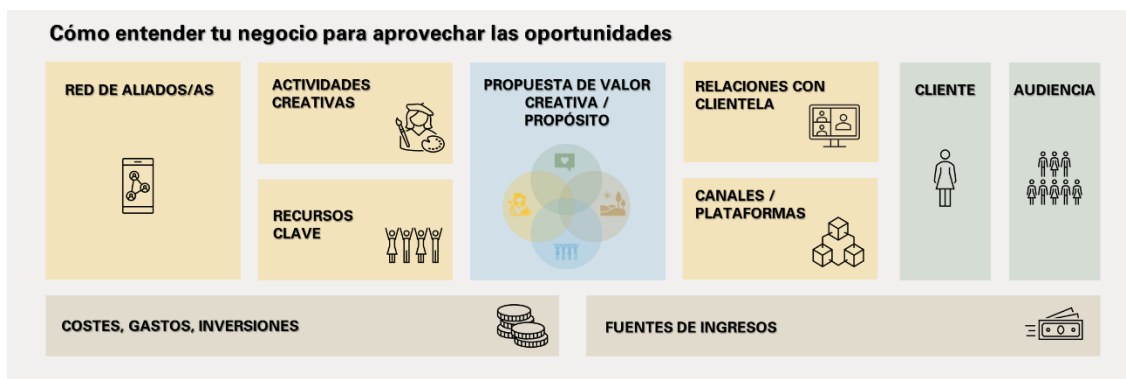 Cómo entender tu negocio para aprovechar las oportunidades
RED DE ALIADOS/AS
ACTIVIDADES
CREATIVAS
RECURSOS
CLAVE
PROPUESTA DE VALOR
CREATIVA /
PROPÓSITO
RELACIONES CON
CLIENTELA
CANALES /
PLATAFORMAS
CLIENTE
AUDIENCIA
COSTES, GASTOS, INVERSIONES
FUENTES DE INGRESOS